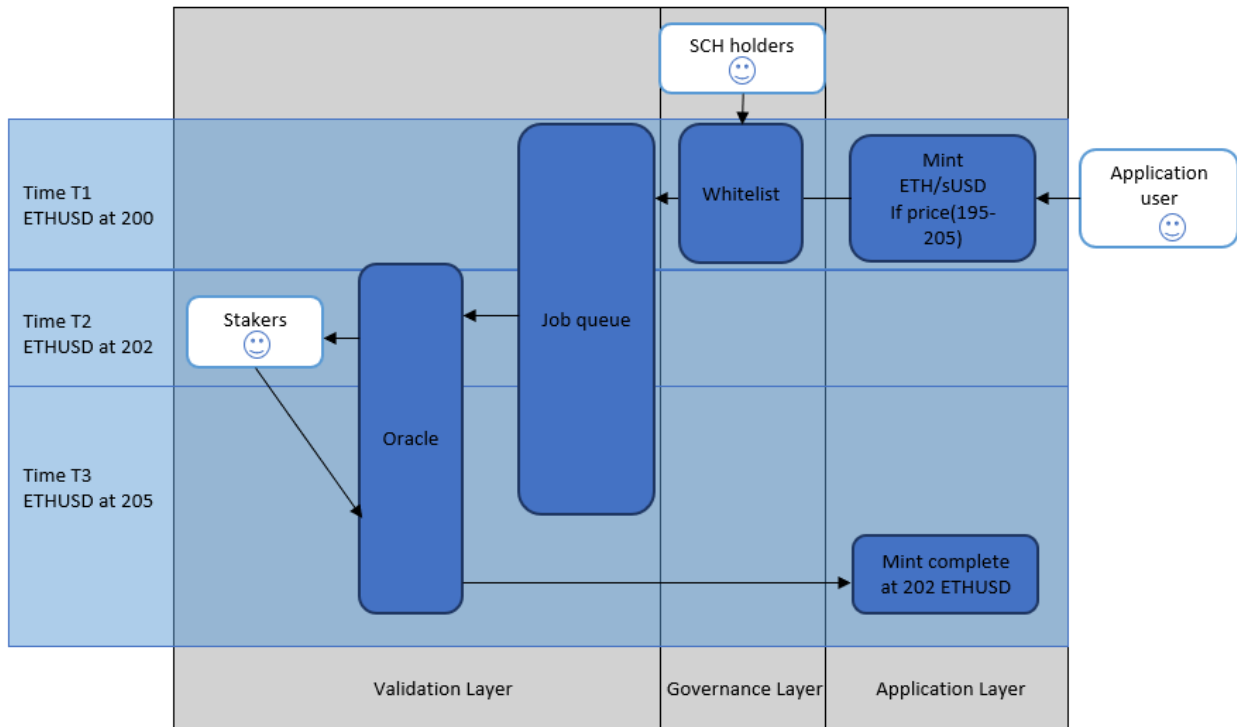 SCH holders
Time T1
ETHUSD at 200
Whitelist
Mint
ETH/sUSD
If price(195-
205)
Application
user
Time T2
ETHUSD at 202
Stakers
Job queue
Oracle
Time T3
ETHUSD at 205
Mint complete
at 202 ETHUSD
Validation Layer
Governance Layer
Application Layer